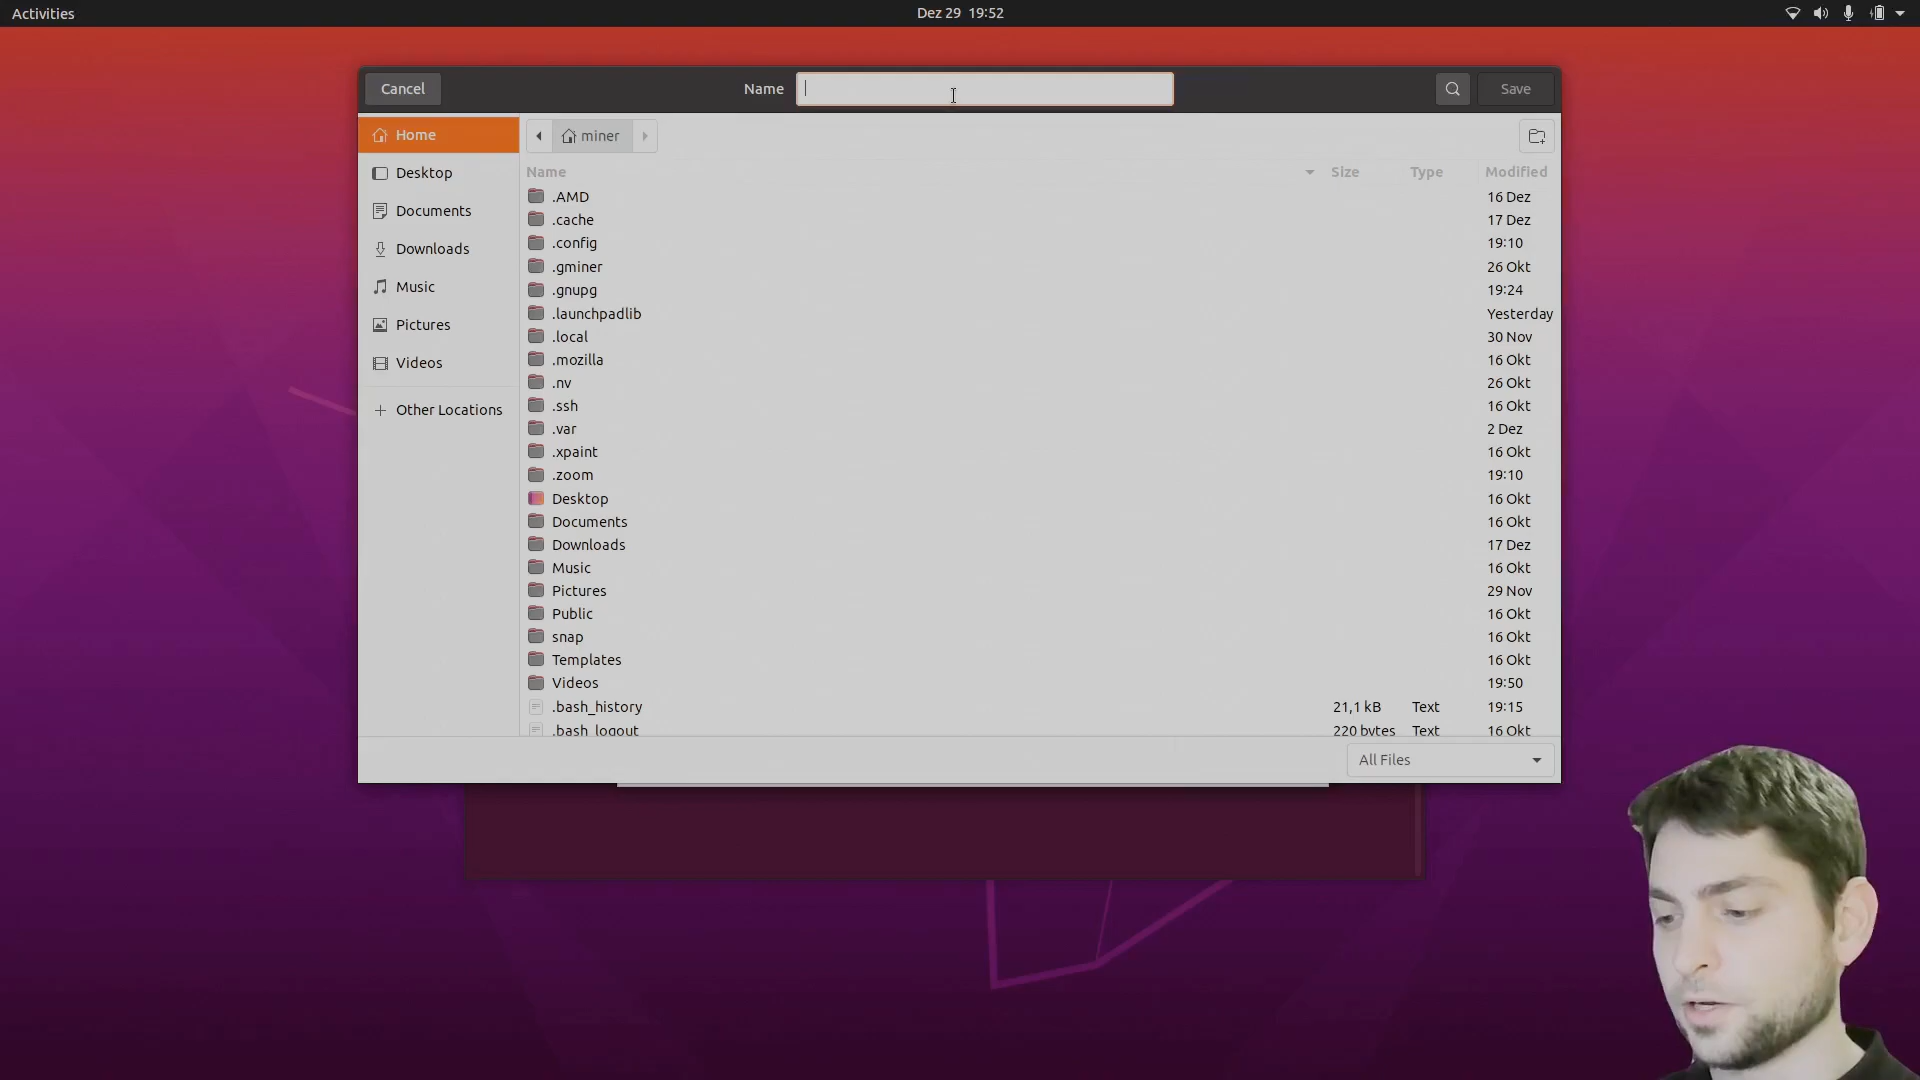 Activities
Dez 29 19:52
Cancel
Name
Save
Home
Desktop
Documents
Downloads
Music
Pictures
Videos
Other Locations
miner
Name Size Type Modified
.AMD 16 Dez
.cache 17 Dez
.config 19:10
.gminer 26 Okt
.gnupg 19:24
.launchpadlib Yesterday
.local 30 Nov
.mozilla 16 Okt
.nv 26 Okt
.ssh 16 Okt
.var 2 Dez
.xpaint 16 Okt
.zoom 19:10
Desktop 16 Okt
Documents 16 Okt
Downloads 17 Dez
Music 16 Okt
Pictures 29 Nov
Public 16 Okt
snap 16 Okt
Templates 16 Okt
Videos 19:50
.bash_history 21,1 kB Text 19:15
.bash_logout 220 bytes Text 16 Okt
All Files